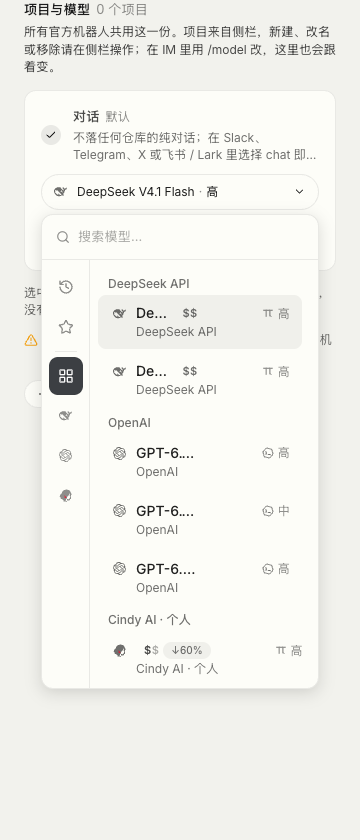 项目与模型 0 个项目
所有官方机器人共用这一份。项目来自侧栏，新建、改名
或移除请在侧栏操作；在 IM 里用 /model 改，这里也会跟
着变。
对话 默认
不落任何仓库的纯对话；在 Slack、
Telegram、X 或飞书 / Lark 里选择 chat 即...
DeepSeek V4.1 Flash · 高
搜索模型...
选
，
没有
机
DeepSeek API
De... $$ 高
DeepSeek API
De... $$ 高
DeepSeek API
OpenAI
GPT-6.... 高
OpenAI
GPT-6.... 中
OpenAI
GPT-6.... 高
OpenAI
Cindy AI · 个人
$$ ↓60% 高
Cindy AI · 个人